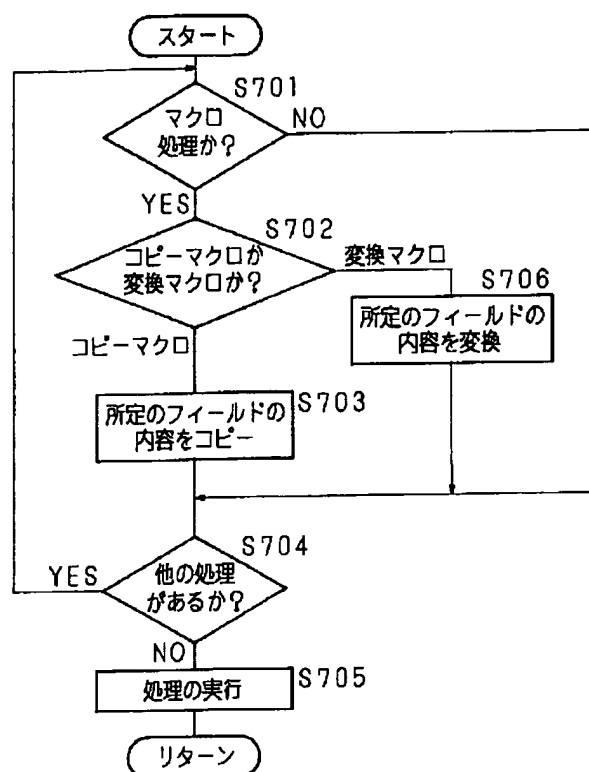 スタート
S701
マクロ
処理か?
NO
YES
S702
コピーマクロか
変換マクロか?
変換マクロ
S706
所定のフィールドの
内容を変換
コピーマクロ
S703
所定のフィールドの
内容をコピー
S704
他の処理
があるか?
YES
NO
S705
処理の実行
リターン